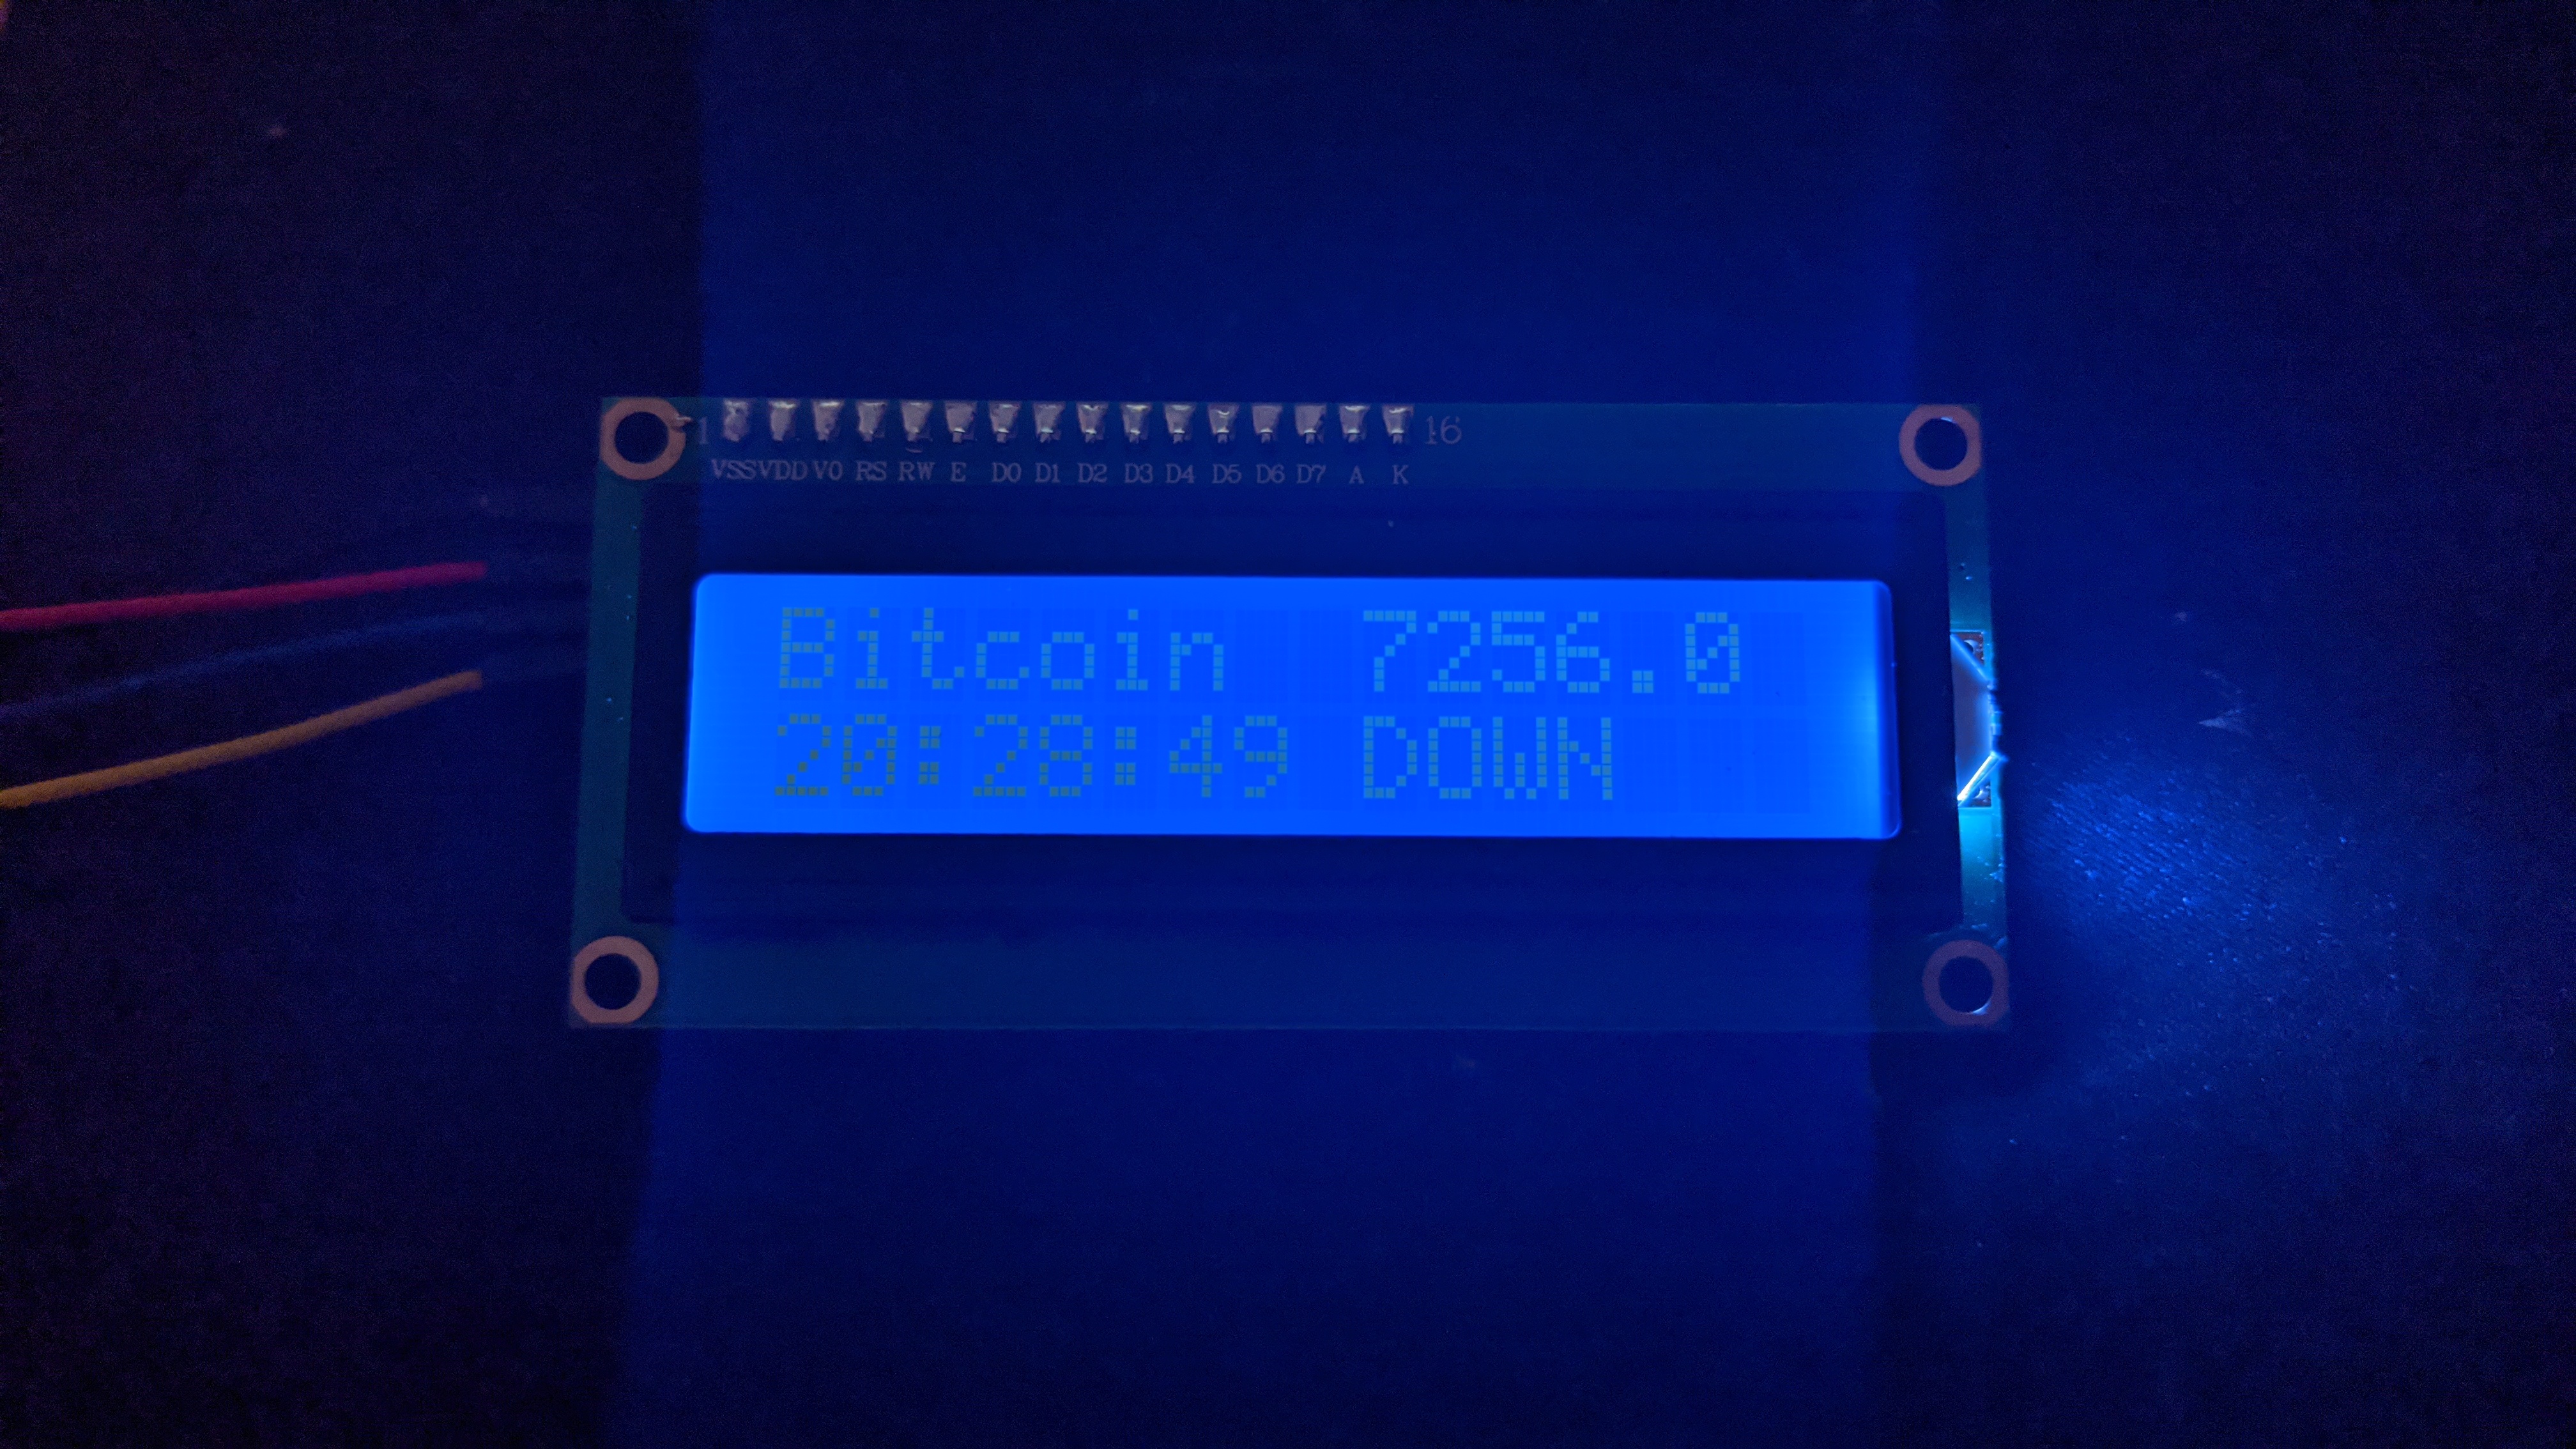 1 16
VSS VDD V0 RS RW E D0 D1 D2 D3 D4 D5 D6 D7 A K
Bitcoin 7256.0
20:28:49 DOWN